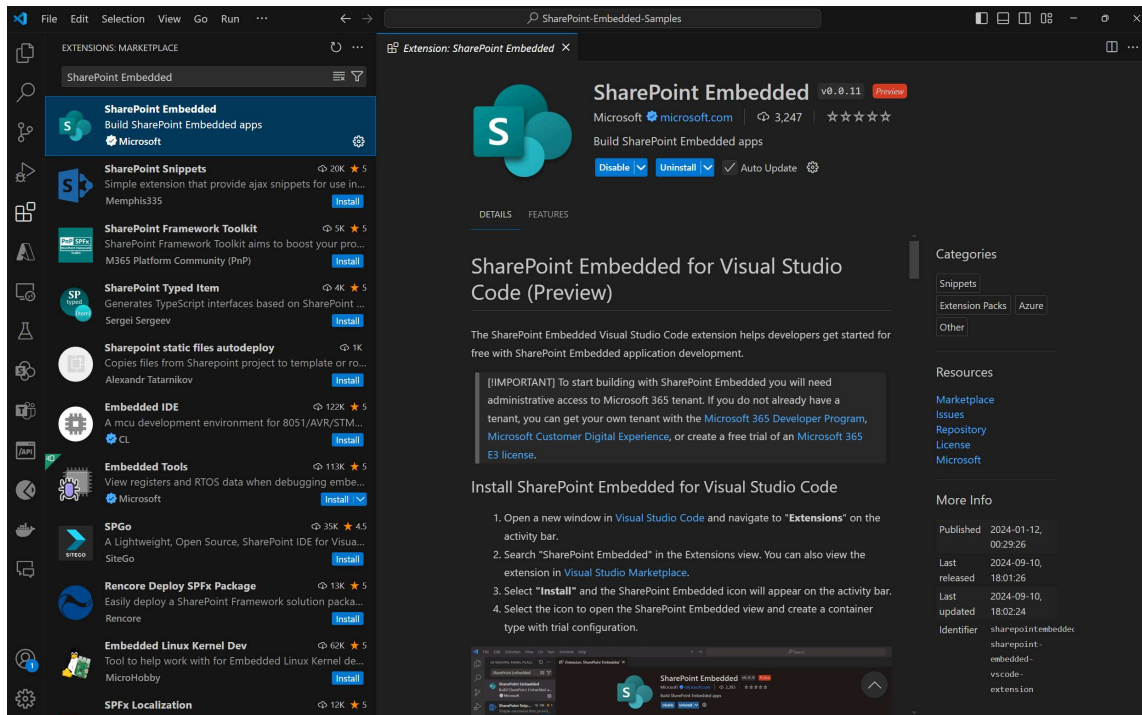 File Edit Selection View Go Run ···
SharePoint-Embedded-Samples
EXTENSIONS: MARKETPLACE
SharePoint Embedded
SharePoint Embedded
Build SharePoint Embedded apps
Microsoft
SharePoint Snippets 20K ★ 5
Simple extension that provide ajax snippets for use in...
Memphis335 Install
SharePoint Framework Toolkit 5K ★ 5
SharePoint Framework Toolkit aims to boost your pro...
M365 Platform Community (PnP) Install
SharePoint Typed Item 4K ★ 5
Generates TypeScript interfaces based on SharePoint ...
Sergei Sergeev Install
Sharepoint static files autodeploy 1K
Copies files from Sharepoint project to template or ro...
Alexandr Tatarnikov Install
Embedded IDE 122K ★ 5
A mcu development environment for 8051/AVR/STM...
CL Install
Embedded Tools 113K ★ 5
View registers and RTOS data when debugging embe...
Microsoft Install
SPGo 35K ★ 4.5
A Lightweight, Open Source, SharePoint IDE for Visua...
SiteGo Install
Rencore Deploy SPFx Package 13K ★ 5
Easily deploy a SharePoint Framework solution packa...
Rencore Install
Embedded Linux Kernel Dev 62K ★ 5
Tool to help work with for Embedded Linux Kernel de...
MicroHobby Install
SPFx Localization 12K ★ 5
Extension: SharePoint Embedded
SharePoint Embedded v0.0.11 Preview
Microsoft microsoft.com 3,247
Build SharePoint Embedded apps
Disable Uninstall Auto Update
DETAILS FEATURES
SharePoint Embedded for Visual Studio
Code (Preview)
The SharePoint Embedded Visual Studio Code extension helps developers get started for
free with SharePoint Embedded application development.
[!IMPORTANT] To start building with SharePoint Embedded you will need
administrative access to Microsoft 365 tenant. If you do not already have a
tenant, you can get your own tenant with the Microsoft 365 Developer Program,
Microsoft Customer Digital Experience, or create a free trial of an Microsoft 365
E3 license.
Install SharePoint Embedded for Visual Studio Code
1. Open a new window in Visual Studio Code and navigate to "Extensions" on the
activity bar.
2. Search "SharePoint Embedded" in the Extensions view. You can also view the
extension in Visual Studio Marketplace.
3. Select "Install" and the SharePoint Embedded icon will appear on the activity bar.
4. Select the icon to open the SharePoint Embedded view and create a container
type with trial configuration.
SharePoint Embedded
Build SharePoint Embedded apps
Categories
Snippets
Extension Packs Azure
Other
Resources
Marketplace
Issues
Repository
License
Microsoft
More Info
Published 2024-01-12,
00:29:26
Last 2024-09-10,
released 18:01:26
Last 2024-09-10,
updated 18:02:24
Identifier sharepointembedded
sharepoint-
embedded-
vscode-
extension